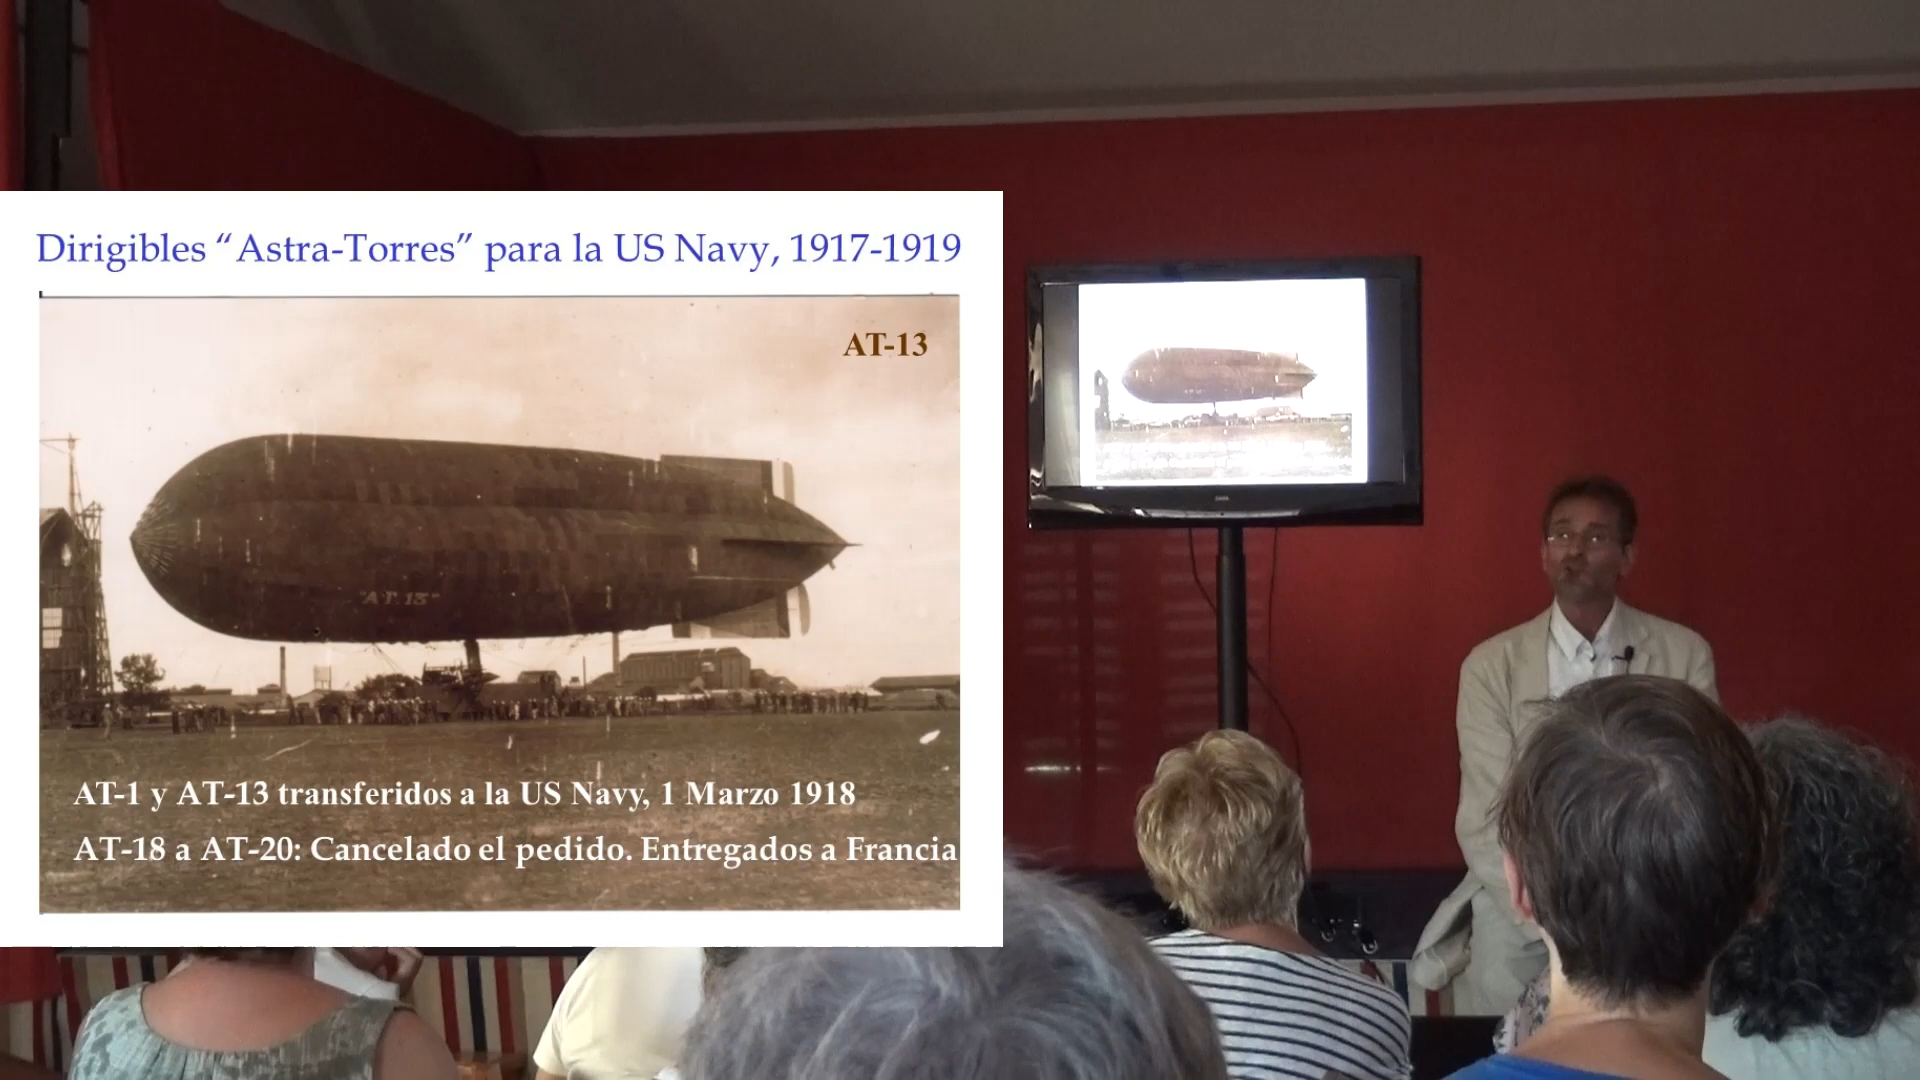 Dirigibles “Astra-Torres” para la US Navy, 1917-1919
AT-13
"AT 13"
AT-1 y AT-13 transferidos a la US Navy, 1 Marzo 1918
AT-18 a AT-20: Cancelado el pedido. Entregados a Francia